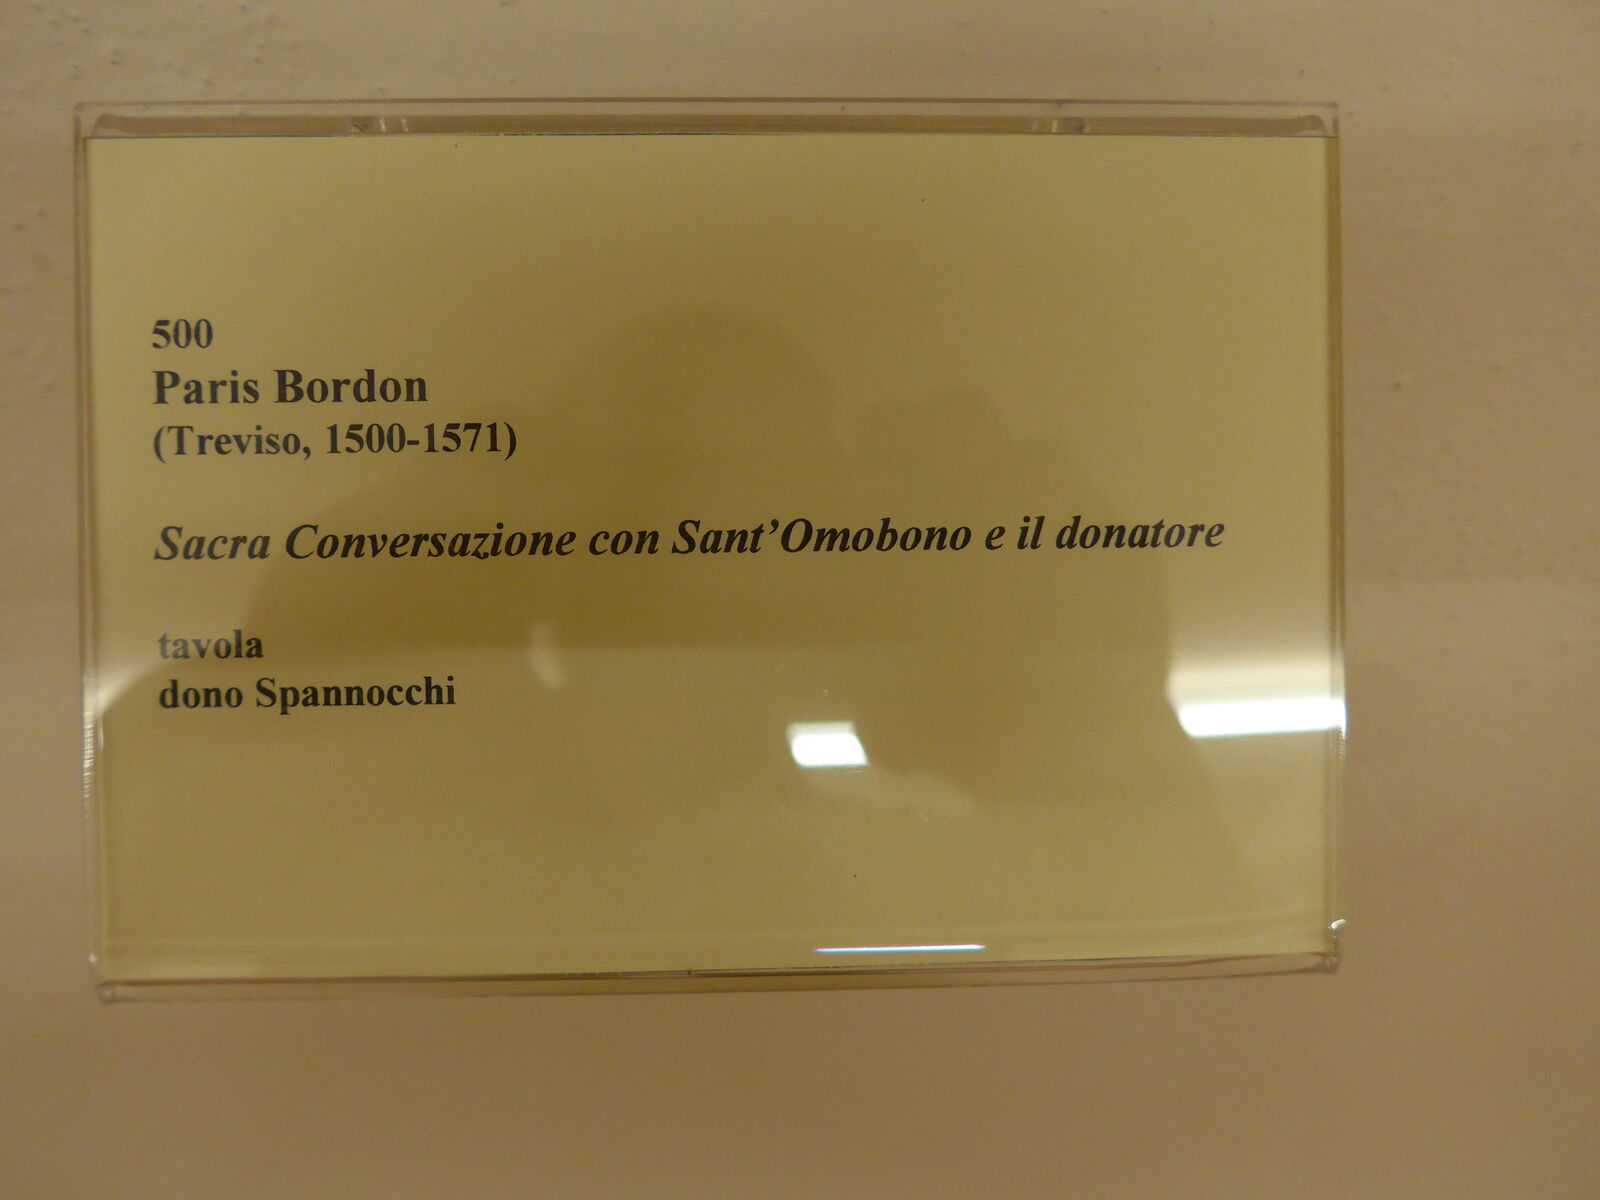 500
Paris Bordon
(Treviso, 1500-1571)
Sacra Conversazione con Sant’Omobono e il donatore
tavola
dono Spannocchi